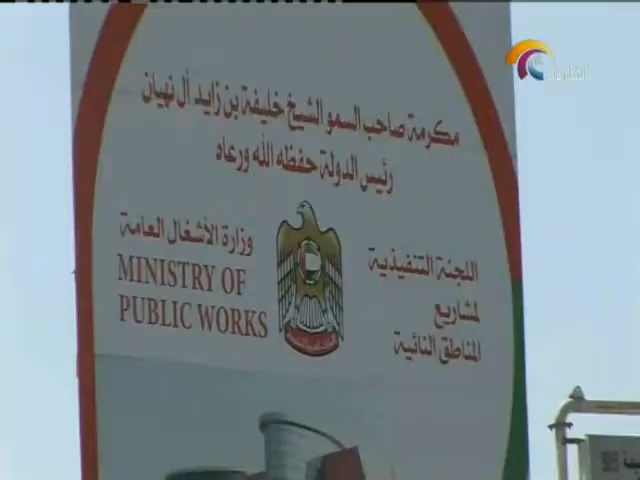 مكرمة صاحب السمو الشيخ خليفة بن زايد آل نهيان
رئيس الدولة حفظه الله ورعاه
اللجنة التنفيذية
لمشاريع
المناطق النائية
وزارة الأشغال العامة
MINISTRY OF
PUBLIC WORKS